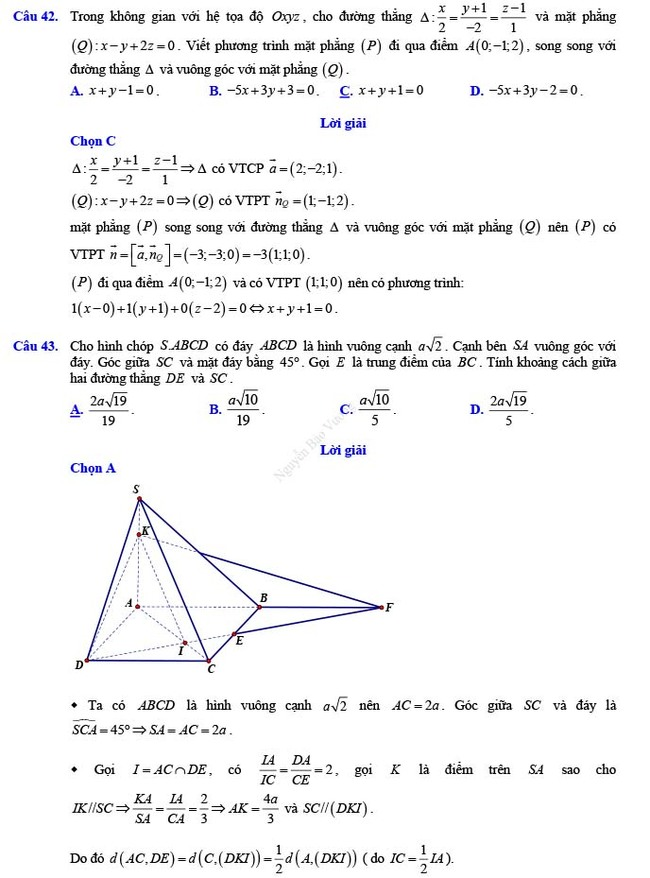 Câu 42. Trong không gian với hệ tọa độ Oxyz, cho đường thẳng Δ: x/2 = (y+1)/(-2) = (z-1)/1 và mặt phẳng
(Q): x-y+2z=0. Viết phương trình mặt phẳng (P) đi qua điểm A(0;-1;2), song song với
đường thẳng Δ và vuông góc với mặt phẳng (Q).
A. x+y-1=0. B. -5x+3y+3=0. C. x+y+1=0 D. -5x+3y-2=0.
Lời giải
Chọn C
Δ: x/2 = (y+1)/(-2) = (z-1)/1 ⇒ Δ có VTCP a⃗=(2;-2;1).
(Q): x-y+2z=0 ⇒ (Q) có VTPT n⃗_Q=(1;-1;2).
mặt phẳng (P) song song với đường thẳng Δ và vuông góc với mặt phẳng (Q) nên (P) có
VTPT n⃗=[a⃗,n⃗_Q]=(-3;-3;0)=-3(1;1;0).
(P) đi qua điểm A(0;-1;2) và có VTPT (1;1;0) nên có phương trình:
1(x-0)+1(y+1)+0(z-2)=0 ⇔ x+y+1=0.
Câu 43. Cho hình chóp S.ABCD có đáy ABCD là hình vuông cạnh a√2. Cạnh bên SA vuông góc với
đáy. Góc giữa SC và mặt đáy bằng 45°. Gọi E là trung điểm của BC. Tính khoảng cách giữa
hai đường thẳng DE và SC.
A. 2a√19/19. B. a√10/19. C. a√10/5. D. 2a√19/5.
Lời giải
Chọn A
S
K
A
B
F
E
I
D
C
♦ Ta có ABCD là hình vuông cạnh a√2 nên AC=2a. Góc giữa SC và đáy là
SCA=45° ⇒ SA=AC=2a.
♦ Gọi I=AC∩DE, có IA/IC = DA/CE = 2, gọi K là điểm trên SA sao cho
IK//SC ⇒ KA/SA = IA/CA = 2/3 ⇒ AK = 4a/3 và SC//(DKI).
Do đó d(AC,DE)=d(C,(DKI))=1/2 d(A,(DKI)) ( do IC=1/2 IA).